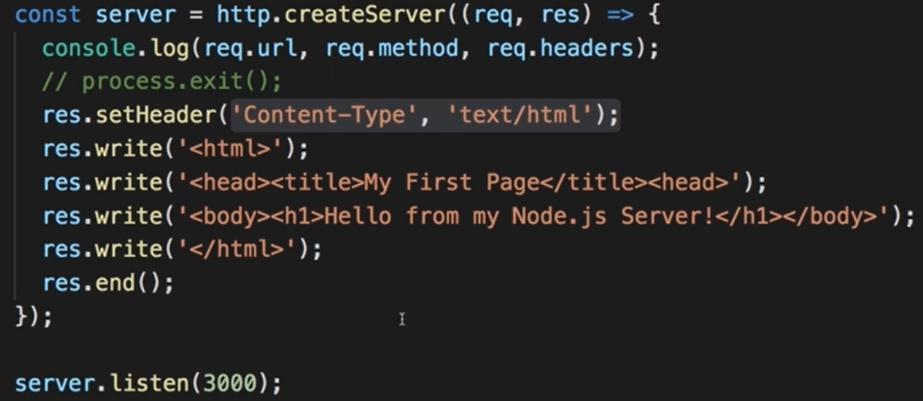 const server = http.createServer((req, res) => {
console.log(req.url, req.method, req.headers);
// process.exit();
res.setHeader('Content-Type', 'text/html');
res.write('<html>');
res.write('<head><title>My First Page</title><head>');
res.write('<body><h1>Hello from my Node.js Server!</h1></body>');
res.write('</html>');
res.end();
});
server.listen(3000);